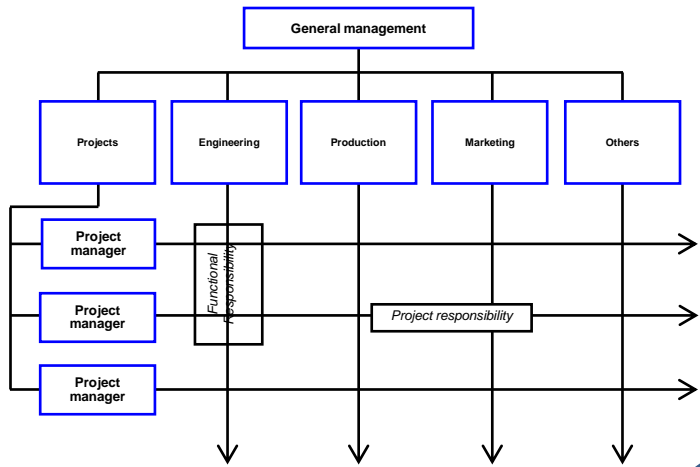 General management
Projects
Engineering
Production
Marketing
Others
Project
manager
Functional
Responsibility
Project
manager
Project responsibility
Project
manager